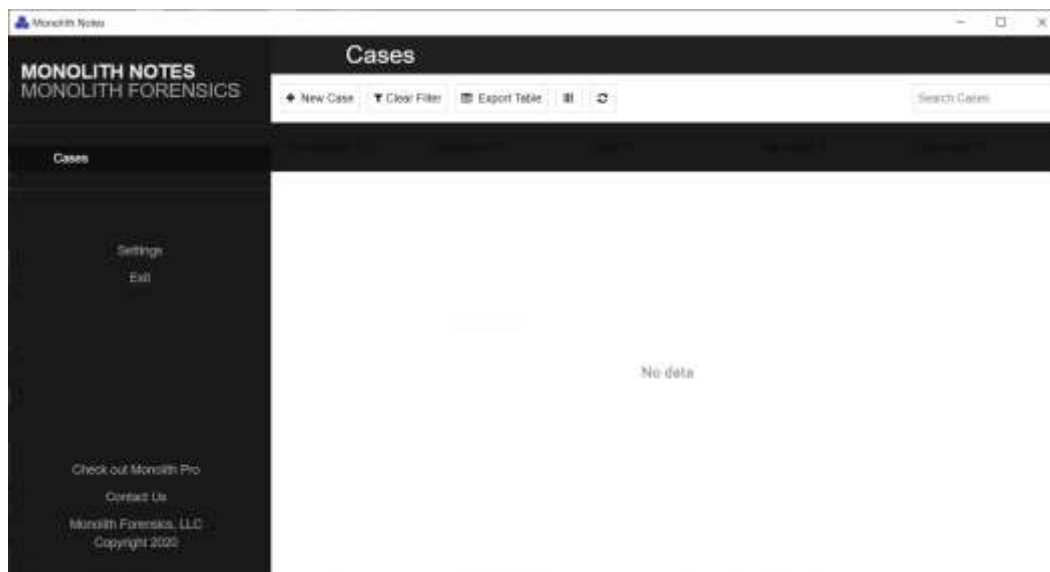 Monolith Notes
MONOLITH NOTES
MONOLITH FORENSICS
Cases
Settings
Exit
Check out Monolith Pro
Contact Us
Monolith Forensics, LLC
Copyright 2020
Cases
New Case Clear Filter Export Table Search Cases
No data